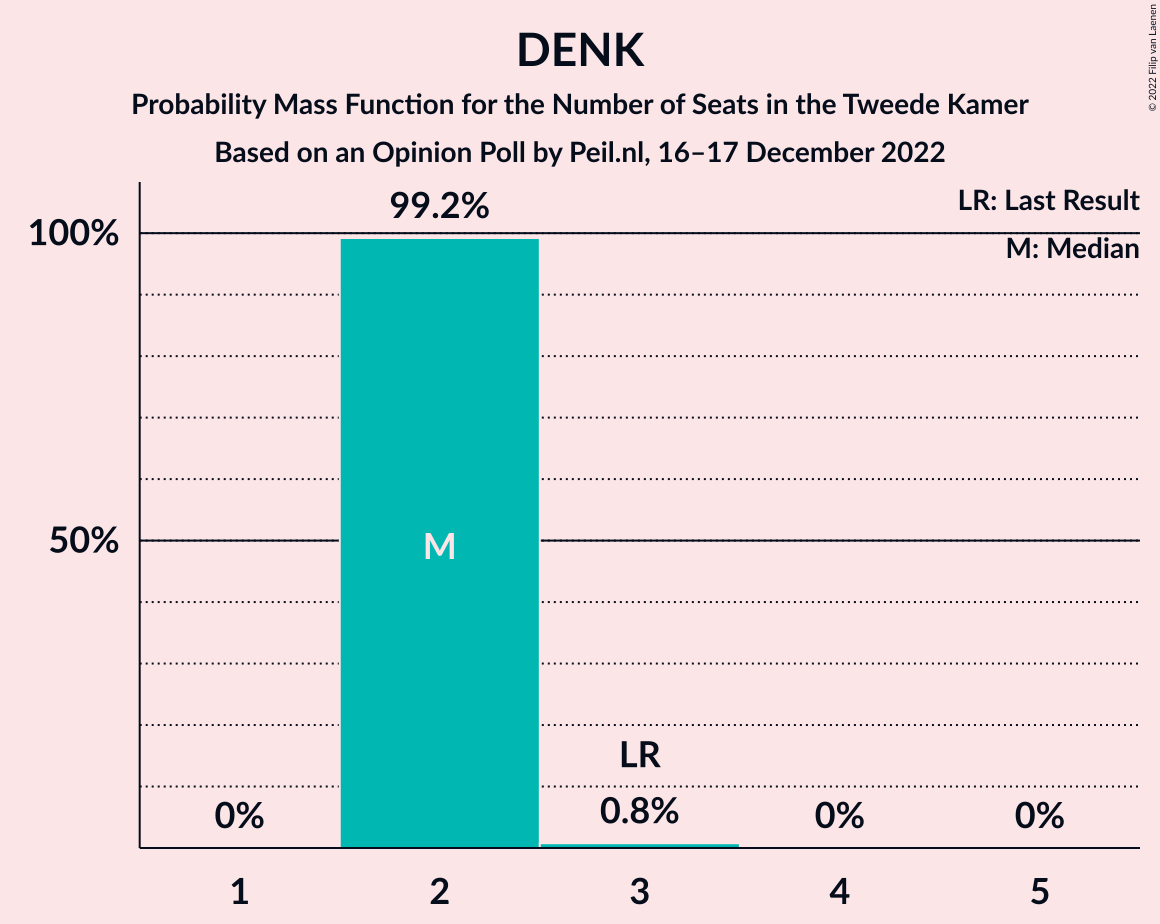 DENK
Probability Mass Function for the Number of Seats in the Tweede Kamer
Based on an Opinion Poll by Peil.nl, 16–17 December 2022
© 2022 Filip van Laenen
LR: Last Result
M: Median
99.2%
100%
50%
M
LR
0%
0.8%
0%
0%
1
2
3
4
5